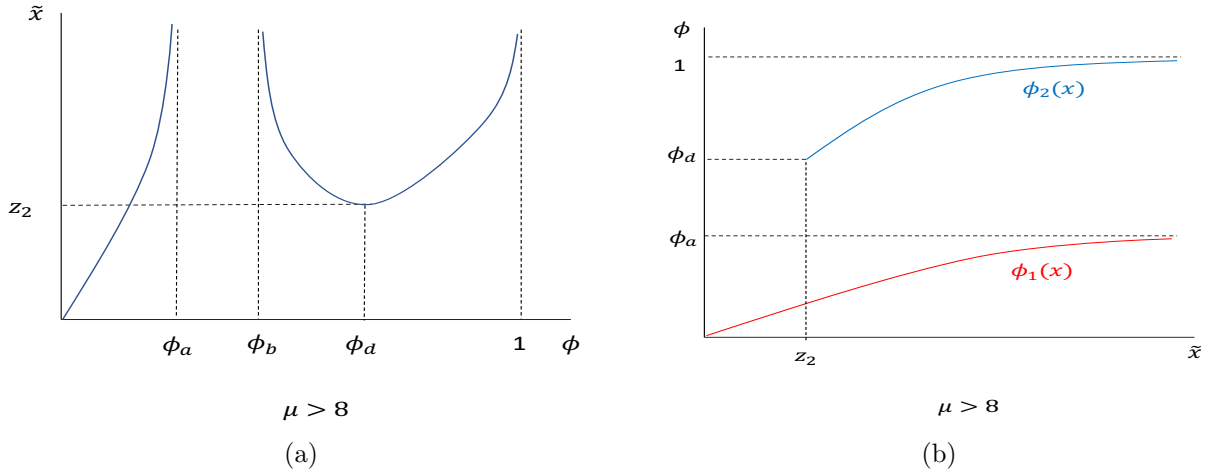 x̃
z₂
ϕₐ ϕ_b ϕ_d 1 ϕ
μ > 8
(a)
ϕ
1
ϕ₂(x)
ϕ_d
ϕₐ
ϕ₁(x)
z₂
x̃
μ > 8
(b)